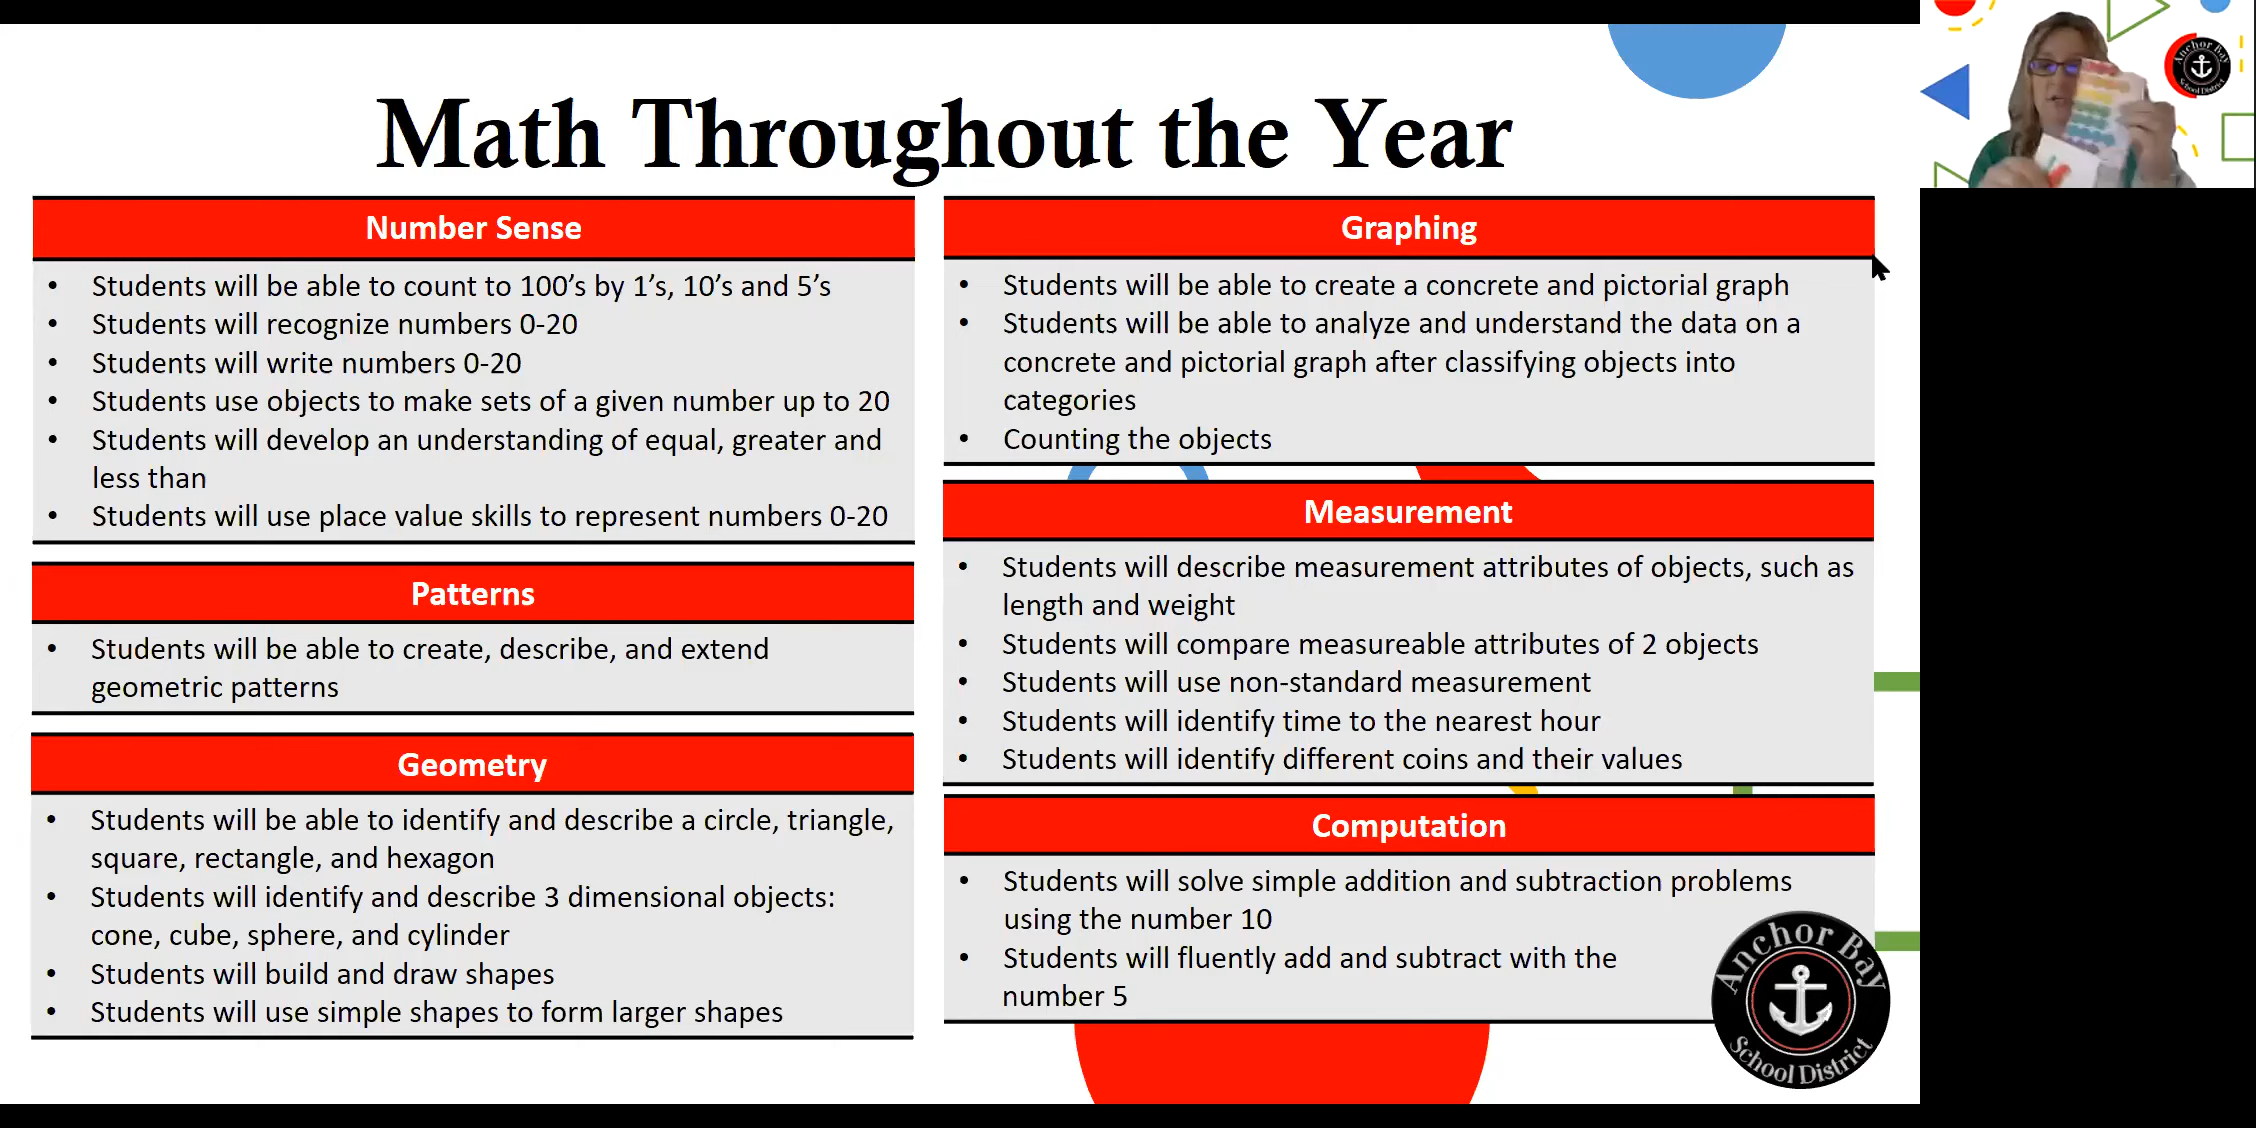 Math Throughout the Year
Number Sense
• Students will be able to count to 100’s by 1’s, 10’s and 5’s
• Students will recognize numbers 0-20
• Students will write numbers 0-20
• Students use objects to make sets of a given number up to 20
• Students will develop an understanding of equal, greater and
less than
• Students will use place value skills to represent numbers 0-20
Patterns
• Students will be able to create, describe, and extend
geometric patterns
Geometry
• Students will be able to identify and describe a circle, triangle,
square, rectangle, and hexagon
• Students will identify and describe 3 dimensional objects:
cone, cube, sphere, and cylinder
• Students will build and draw shapes
• Students will use simple shapes to form larger shapes
Graphing
• Students will be able to create a concrete and pictorial graph
• Students will be able to analyze and understand the data on a
concrete and pictorial graph after classifying objects into
categories
• Counting the objects
Measurement
• Students will describe measurement attributes of objects, such as
length and weight
• Students will compare measureable attributes of 2 objects
• Students will use non-standard measurement
• Students will identify time to the nearest hour
• Students will identify different coins and their values
Computation
• Students will solve simple addition and subtraction problems
using the number 10
• Students will fluently add and subtract with the
number 5
Anchor Bay
School District
Anchor Bay
School District